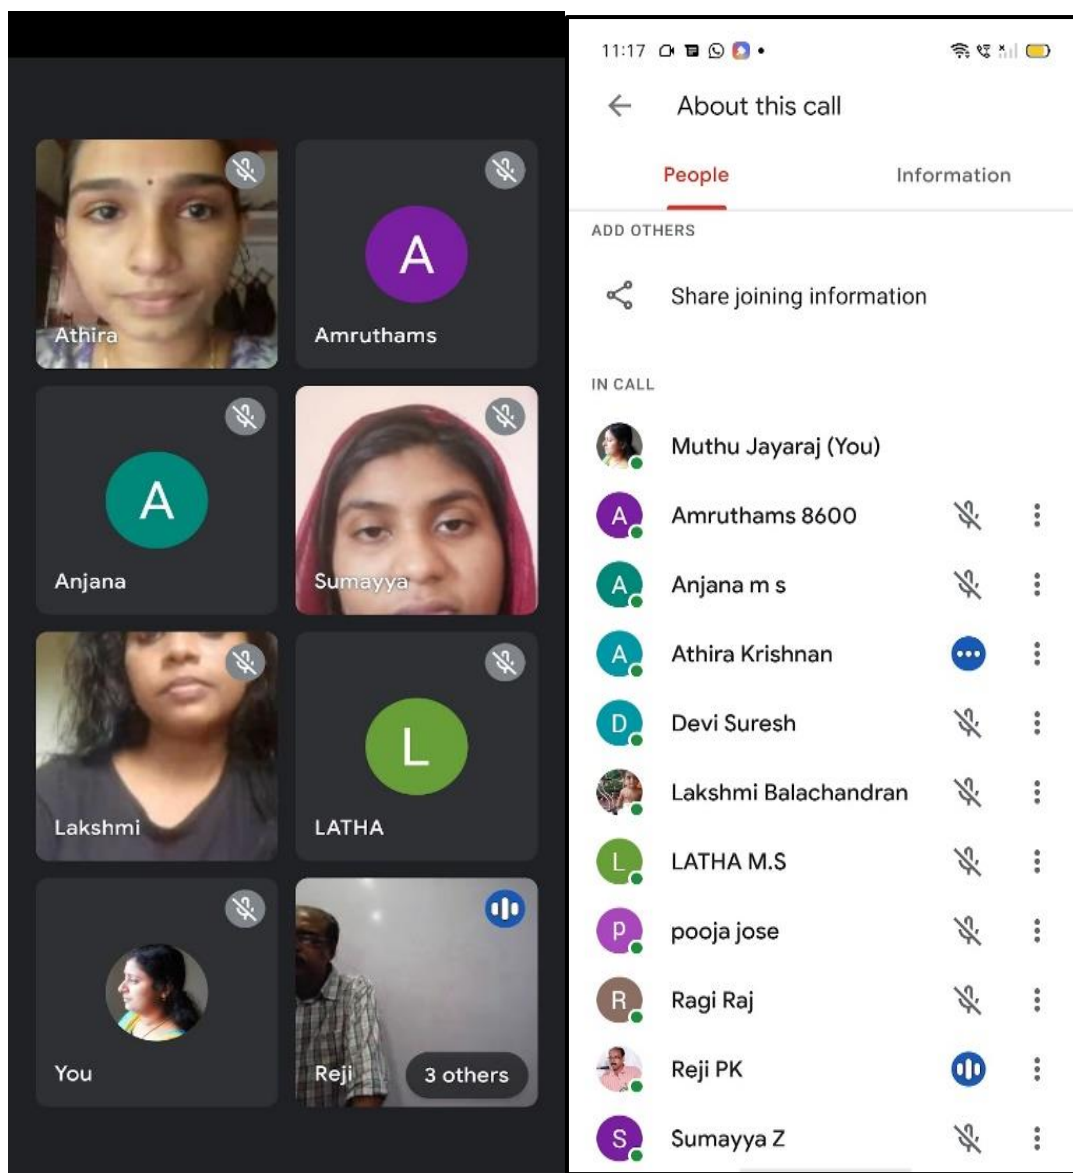 Athira
A
Amruthams
A
Anjana
Sumayya
Lakshmi
L
LATHA
You
Reji
3 others
11:17
About this call
People
Information
ADD OTHERS
Share joining information
IN CALL
Muthu Jayaraj (You)
A
Amruthams 8600
A
Anjana m s
A
Athira Krishnan
D
Devi Suresh
Lakshmi Balachandran
L
LATHA M.S
p
pooja jose
R
Ragi Raj
Reji PK
S
Sumayya Z